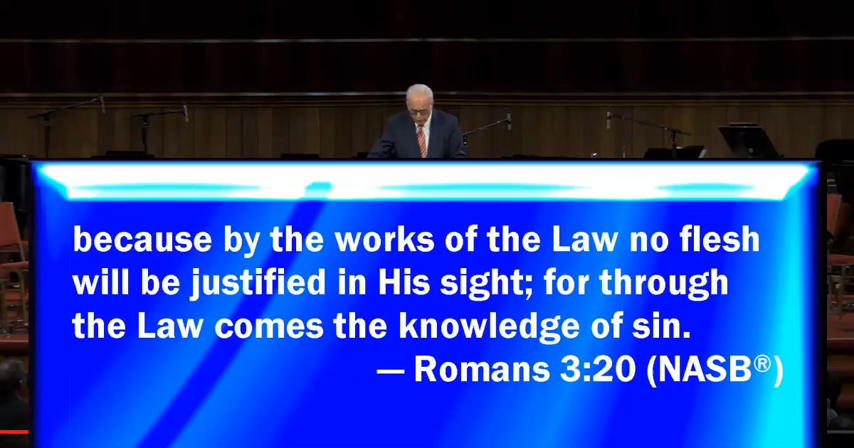 because by the works of the Law no flesh
will be justified in His sight; for through
the Law comes the knowledge of sin.
— Romans 3:20 (NASB®)